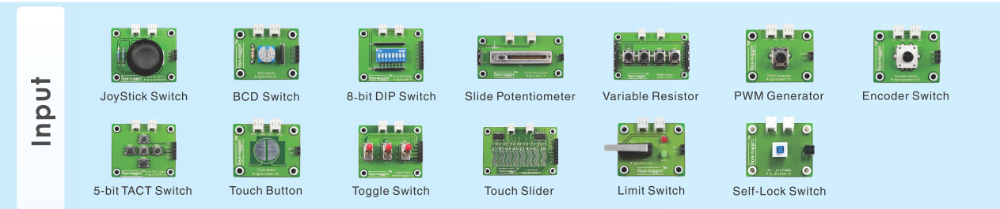 Input
JoyStick Switch
BCD Switch
8-bit DIP Switch
Slide Potentiometer
Variable Resistor
PWM Generator
Encoder Switch
5-bit TACT Switch
Touch Button
Toggle Switch
Touch Slider
Limit Switch
Self-Lock Switch